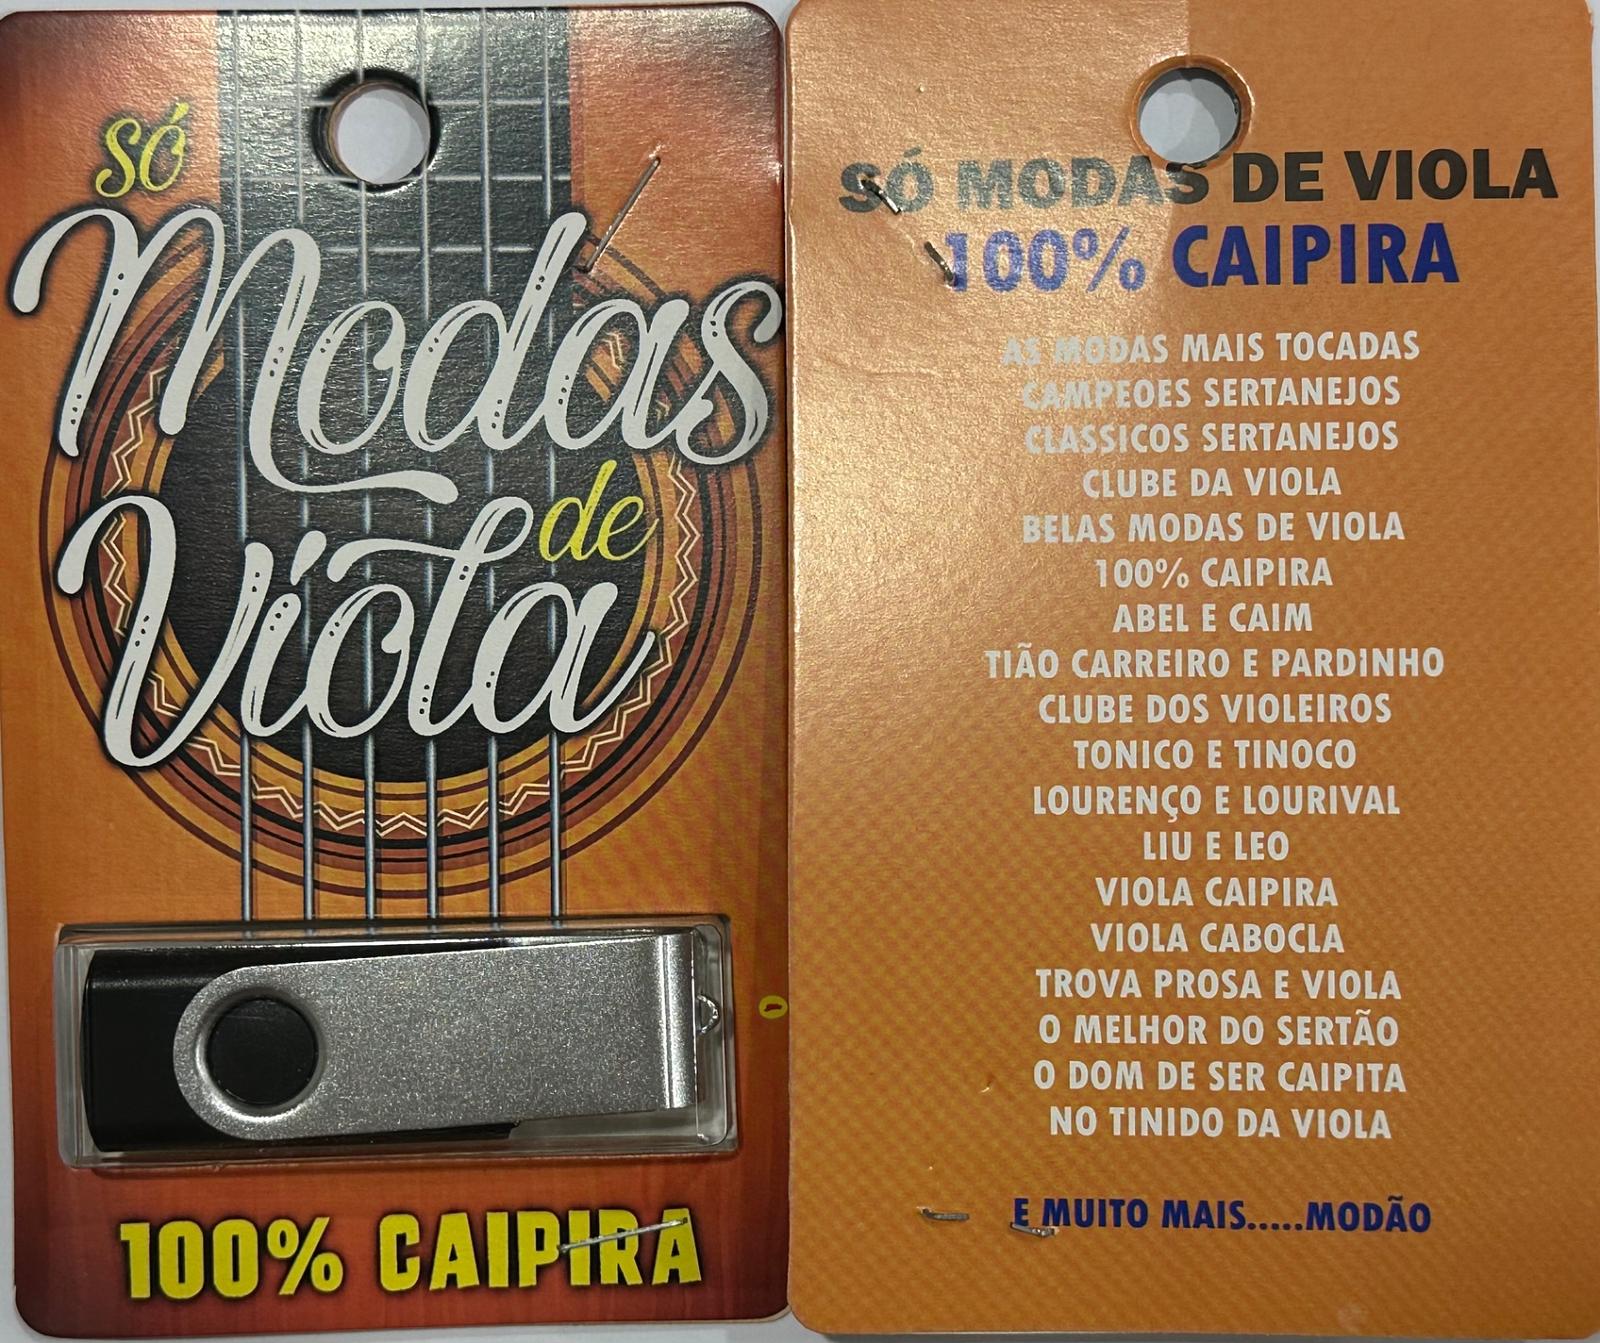 SÓ
Modas
de
Viola
100% CAIPIRA
SÓ MODAS DE VIOLA
100% CAIPIRA
AS MODAS MAIS TOCADAS
CAMPEOES SERTANEJOS
CLASSICOS SERTANEJOS
CLUBE DA VIOLA
BELAS MODAS DE VIOLA
100% CAIPIRA
ABEL E CAIM
TIÃO CARREIRO E PARDINHO
CLUBE DOS VIOLEIROS
TONICO E TINOCO
LOURENÇO E LOURIVAL
LIU E LEO
VIOLA CAIPIRA
VIOLA CABOCLA
TROVA PROSA E VIOLA
O MELHOR DO SERTÃO
O DOM DE SER CAIPITA
NO TINIDO DA VIOLA
E MUITO MAIS.....MODÃO